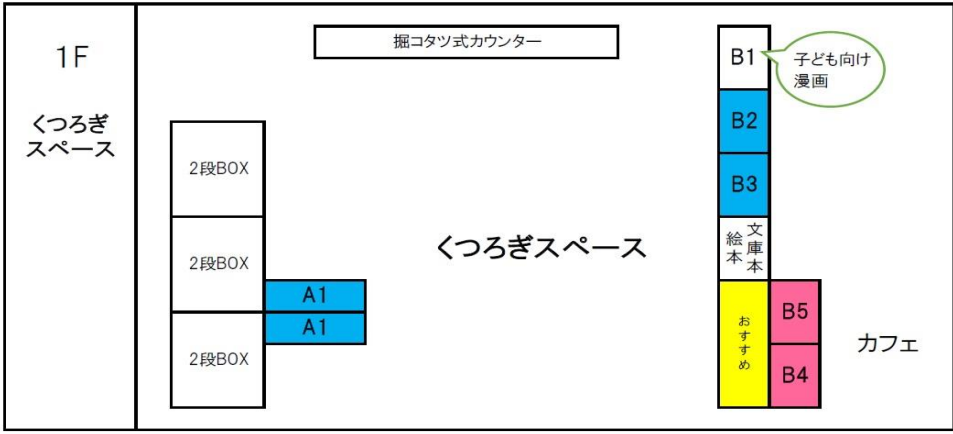 1F
くつろぎ
スペース
掘コタツ式カウンター
2段BOX
2段BOX
2段BOX
A1
A1
くつろぎスペース
B1
子ども向け
漫画
B2
B3
文庫本
絵本
おすすめ
B5
B4
カフェ